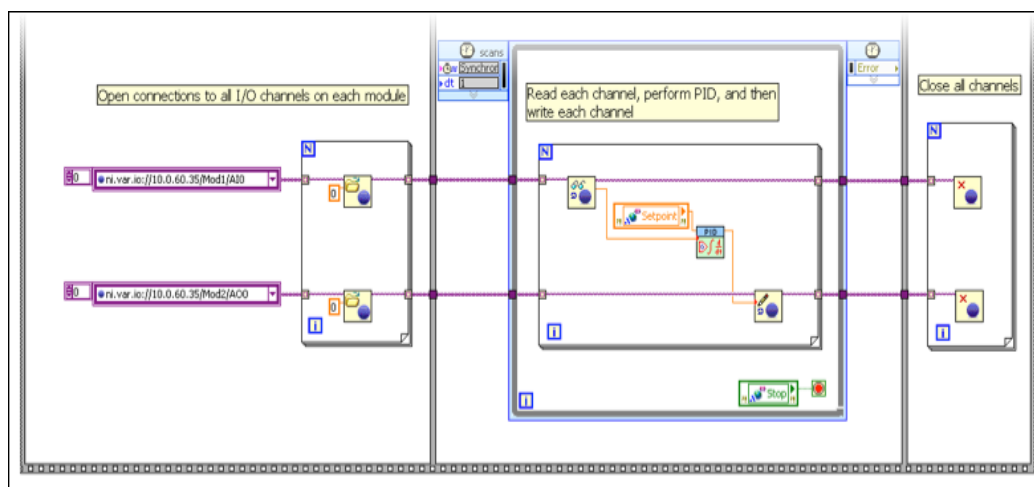 Open connections to all I/O channels on each module
0
ni.var.io://10.0.60.35/Mod1/AI0
N
0
0
ni.var.io://10.0.60.35/Mod2/AO0
0
i
scans
Synchror
dt
1
Read each channel, perform PID, and then
write each channel
N
Setpoint
PID
i
Stop
i
Error
Close all channels
N
i